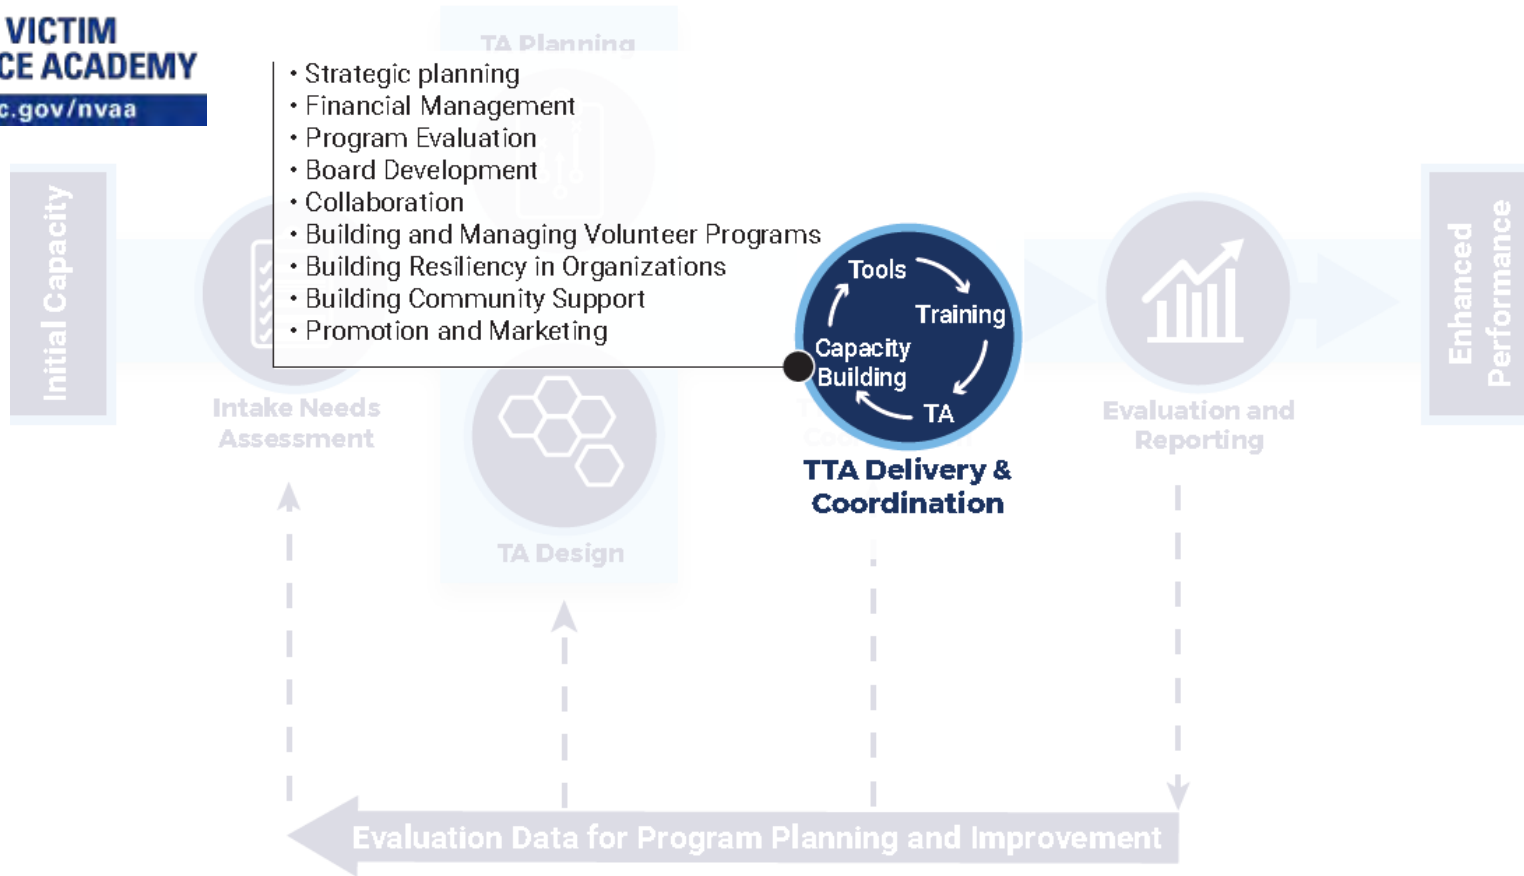 VICTIM
CE ACADEMY
c.gov/nvaa
TA Planning
• Strategic planning
• Financial Management
• Program Evaluation
• Board Development
• Collaboration
• Building and Managing Volunteer Programs
• Building Resiliency in Organizations
• Building Community Support
• Promotion and Marketing
Initial Capacity
Intake Needs
Assessment
TA Design
Tools
Training
TA
Capacity
Building
TTA Delivery &
Coordination
Evaluation and
Reporting
Enhanced
Performance
Evaluation Data for Program Planning and Improvement